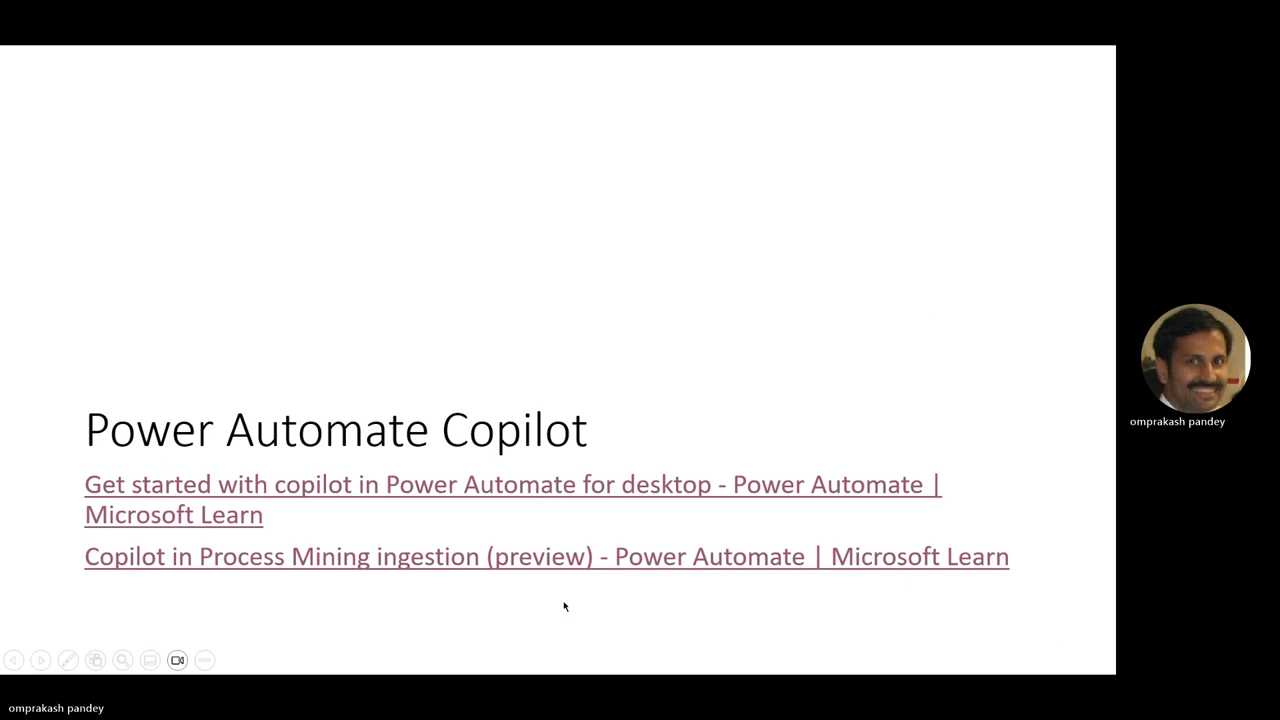 Power Automate Copilot
Get started with copilot in Power Automate for desktop - Power Automate |
Microsoft Learn
Copilot in Process Mining ingestion (preview) - Power Automate | Microsoft Learn
omprakash pandey
omprakash pandey